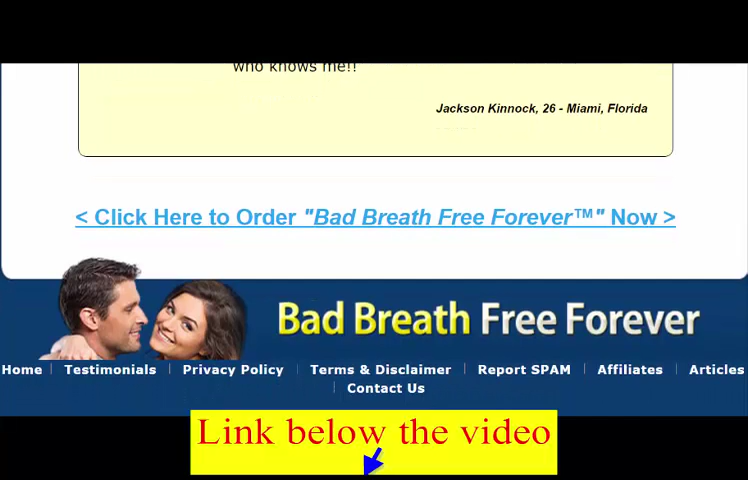 who knows me!!
Jackson Kinnock, 26 - Miami, Florida
< Click Here to Order "Bad Breath Free Forever™" Now >
Bad Breath Free Forever
Home | Testimonials | Privacy Policy | Terms & Disclaimer | Report SPAM | Affiliates | Articles
| Contact Us
Link below the video